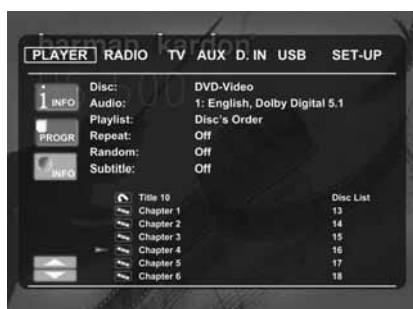 harman kardon
PLAYER RADIO TV AUX D. IN USB SET-UP
1 INFO
Disc: DVD-Video
Audio: 1: English, Dolby Digital 5.1
Playlist: Disc's Order
PROGR
Repeat: Off
Random: Off
INFO
Subtitle: Off
Title 10 Disc List
Chapter 1 13
Chapter 2 14
Chapter 3 15
Chapter 4 16
Chapter 5 17
Chapter 6 18